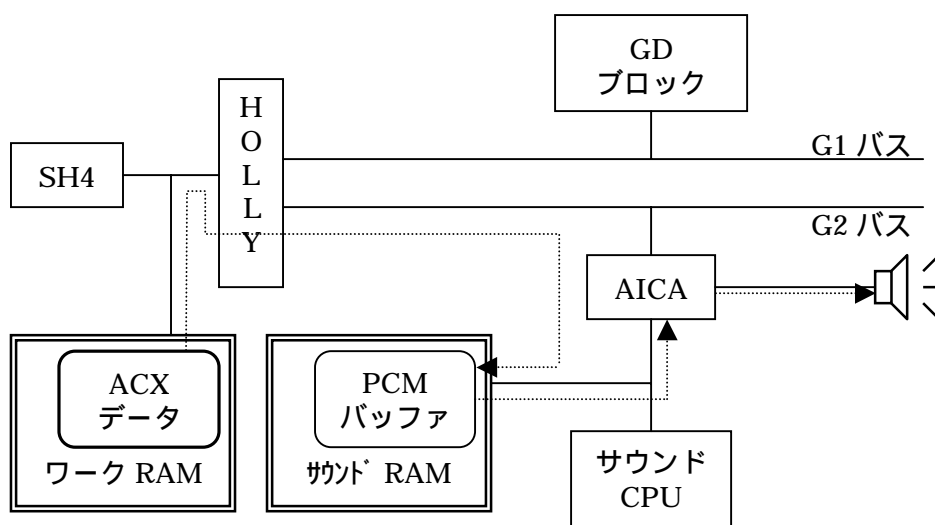 GD
ブロック
H
O
L
L
Y
G1 バス
SH4
G2 バス
AICA
ACX
データ
PCM
バッファ
ワーク RAM
ｻｳﾝﾄﾞ RAM
サウンド
CPU